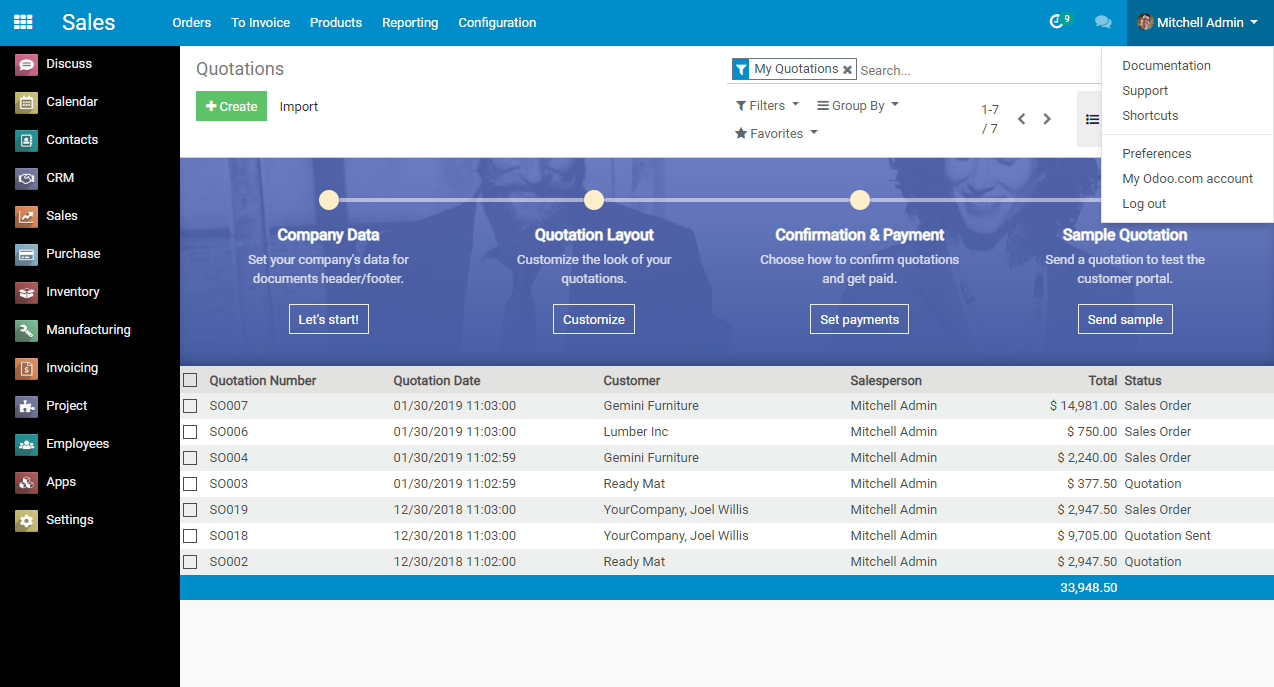 Sales
Orders To Invoice Products Reporting Configuration
9
Mitchell Admin
Documentation
Support
Shortcuts
Preferences
My Odoo.com account
Log out
Discuss
Calendar
Contacts
CRM
Sales
Purchase
Inventory
Manufacturing
Invoicing
Project
Employees
Apps
Settings
Quotations
My Quotations
Search...
Create Import
Filters Group By
Favorites
1-7
/ 7
Company Data
Set your company's data for
documents header/footer.
Let's start!
Quotation Layout
Customize the look of your
quotations.
Customize
Confirmation & Payment
Choose how to confirm quotations
and get paid.
Set payments
Sample Quotation
Send a quotation to test the
customer portal.
Send sample
Quotation Number Quotation Date Customer Salesperson Total Status
SO007 01/30/2019 11:03:00 Gemini Furniture Mitchell Admin $ 14,981.00 Sales Order
SO006 01/30/2019 11:03:00 Lumber Inc Mitchell Admin $ 750.00 Sales Order
SO004 01/30/2019 11:02:59 Gemini Furniture Mitchell Admin $ 2,240.00 Sales Order
SO003 01/30/2019 11:02:59 Ready Mat Mitchell Admin $ 377.50 Quotation
SO019 12/30/2018 11:03:00 YourCompany, Joel Willis Mitchell Admin $ 2,947.50 Sales Order
SO018 12/30/2018 11:03:00 YourCompany, Joel Willis Mitchell Admin $ 9,705.00 Quotation Sent
SO002 12/30/2018 11:02:00 Ready Mat Mitchell Admin $ 2,947.50 Quotation
33,948.50